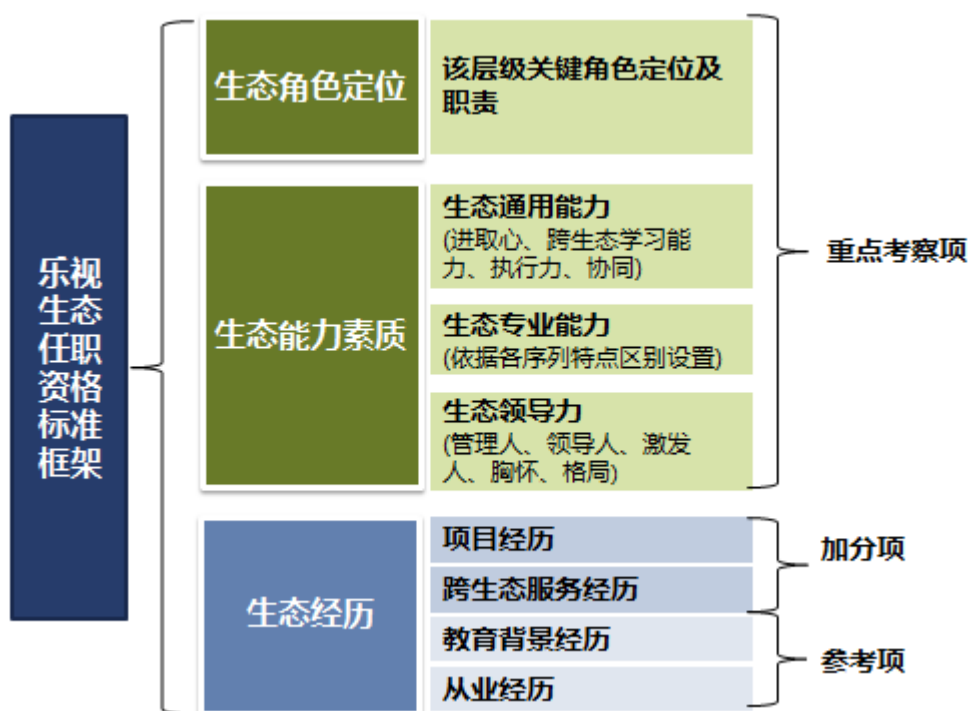 乐视
生态
任职
资格
标准
框架
生态角色定位
该层级关键角色定位及
职责
生态能力素质
生态通用能力
(进取心、跨生态学习能
力、执行力、协同)
生态专业能力
(依据各序列特点区别设置)
生态领导力
(管理人、领导人、激发
人、胸怀、格局)
重点考察项
生态经历
项目经历
跨生态服务经历
加分项
教育背景经历
从业经历
参考项